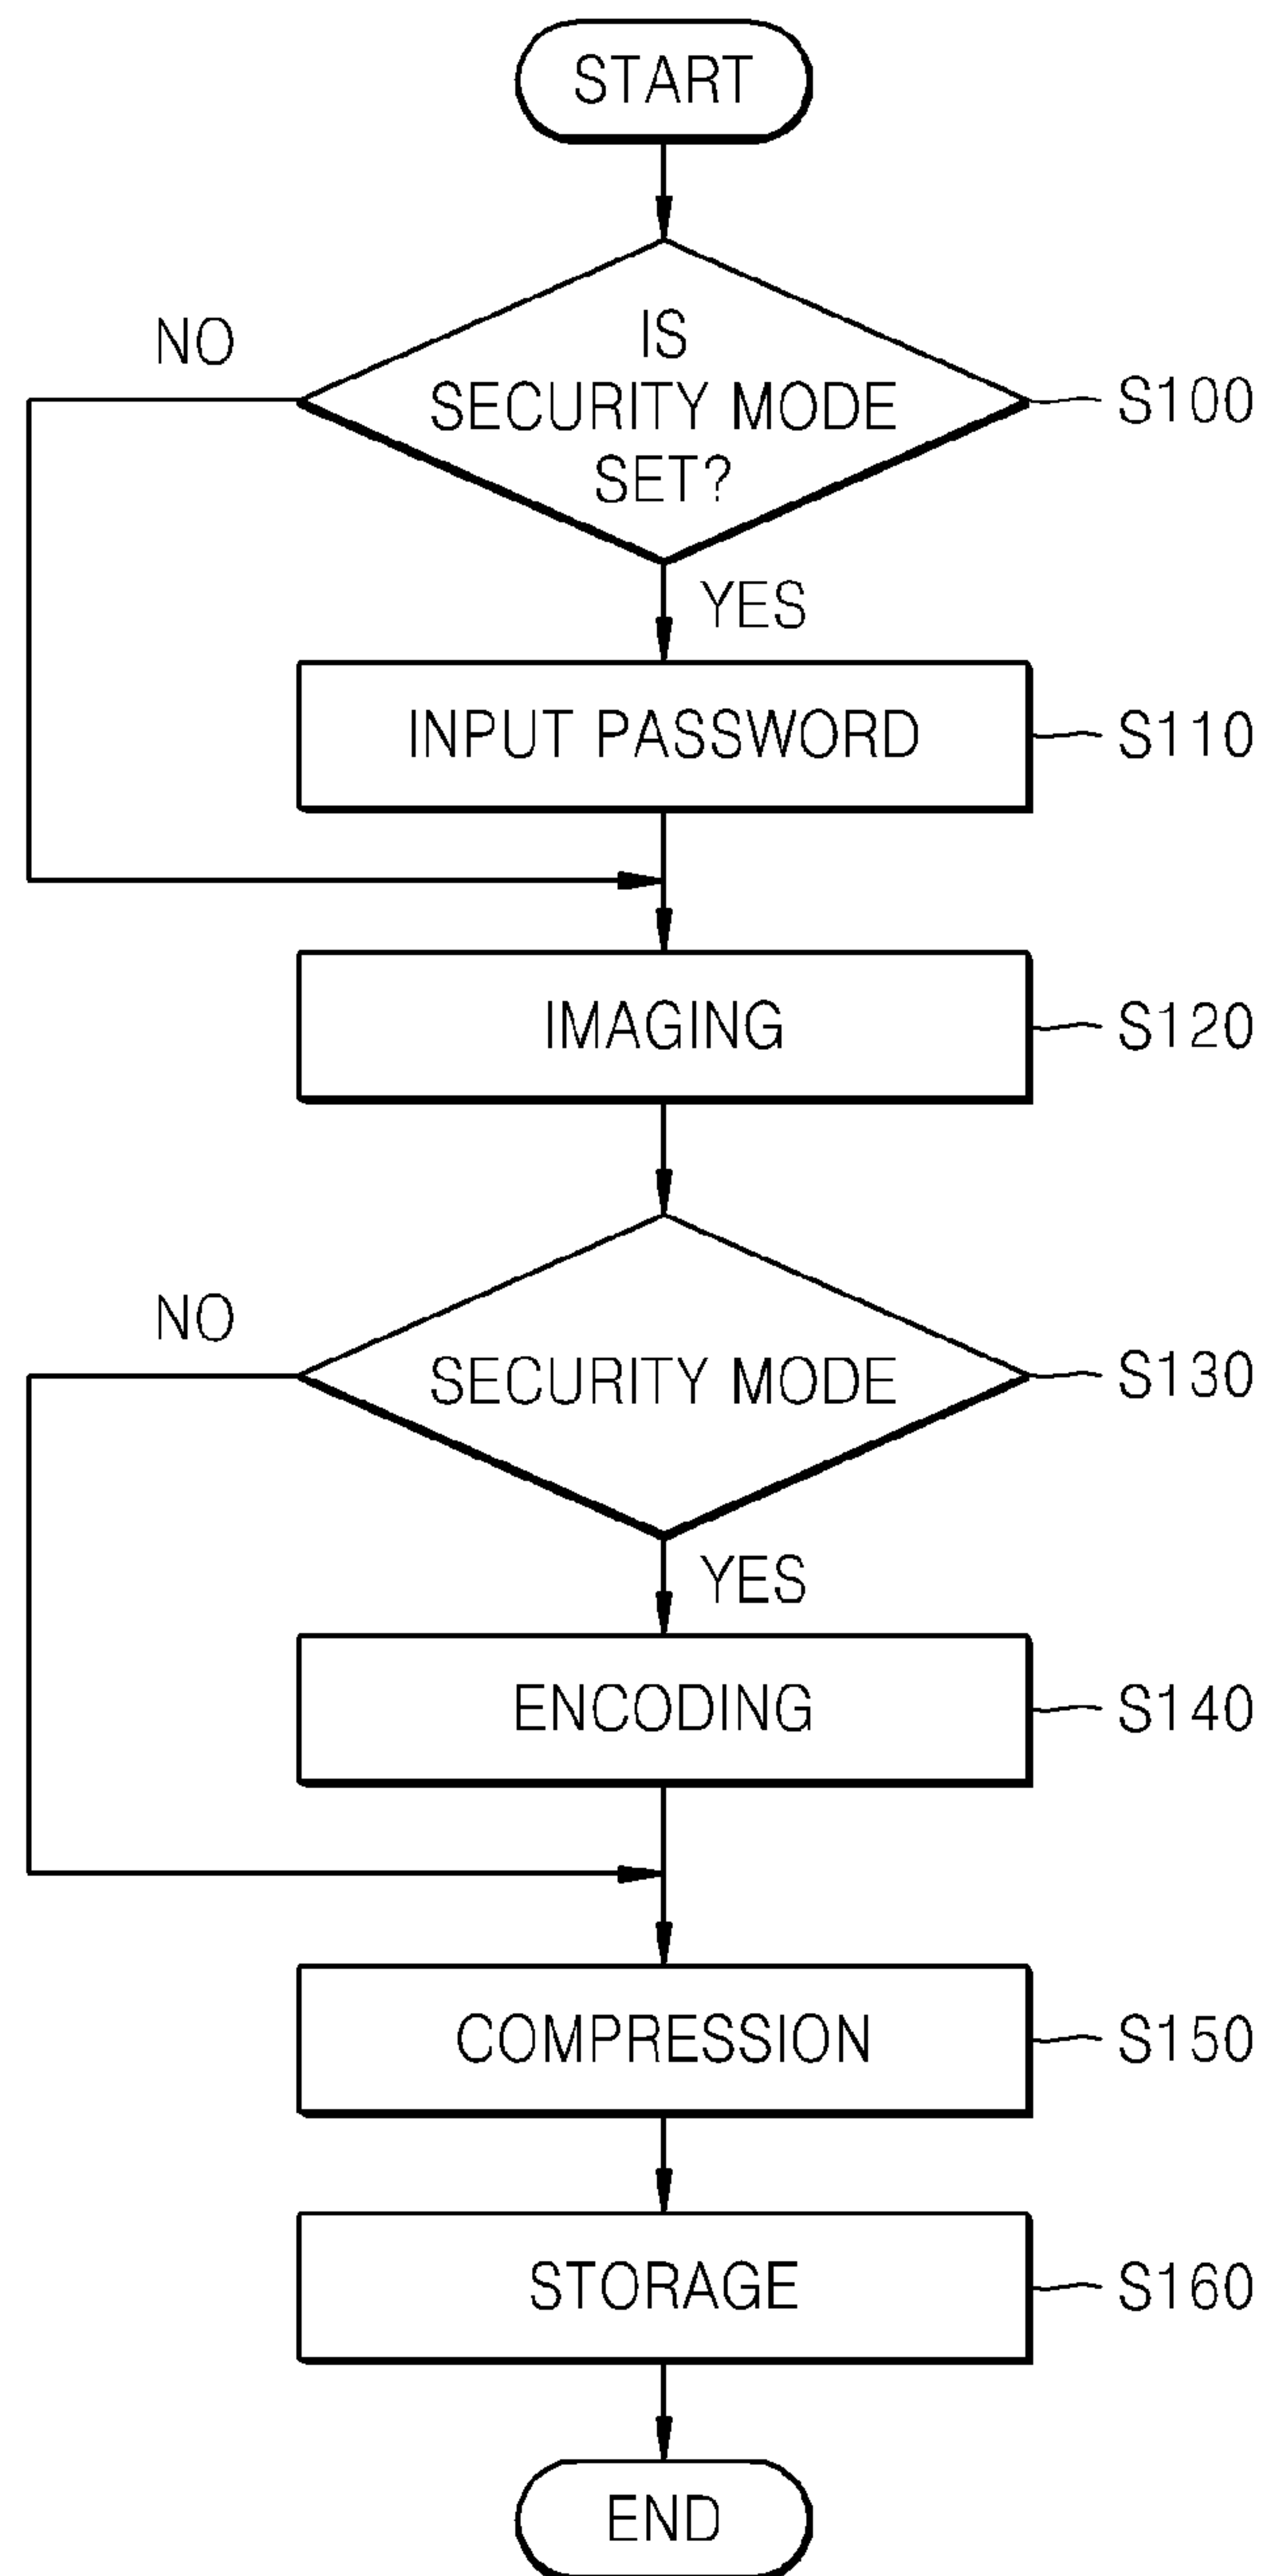 START
IS
SECURITY MODE
SET?
S100
NO
YES
INPUT PASSWORD
S110
IMAGING
S120
SECURITY MODE
S130
NO
YES
ENCODING
S140
COMPRESSION
S150
STORAGE
S160
END